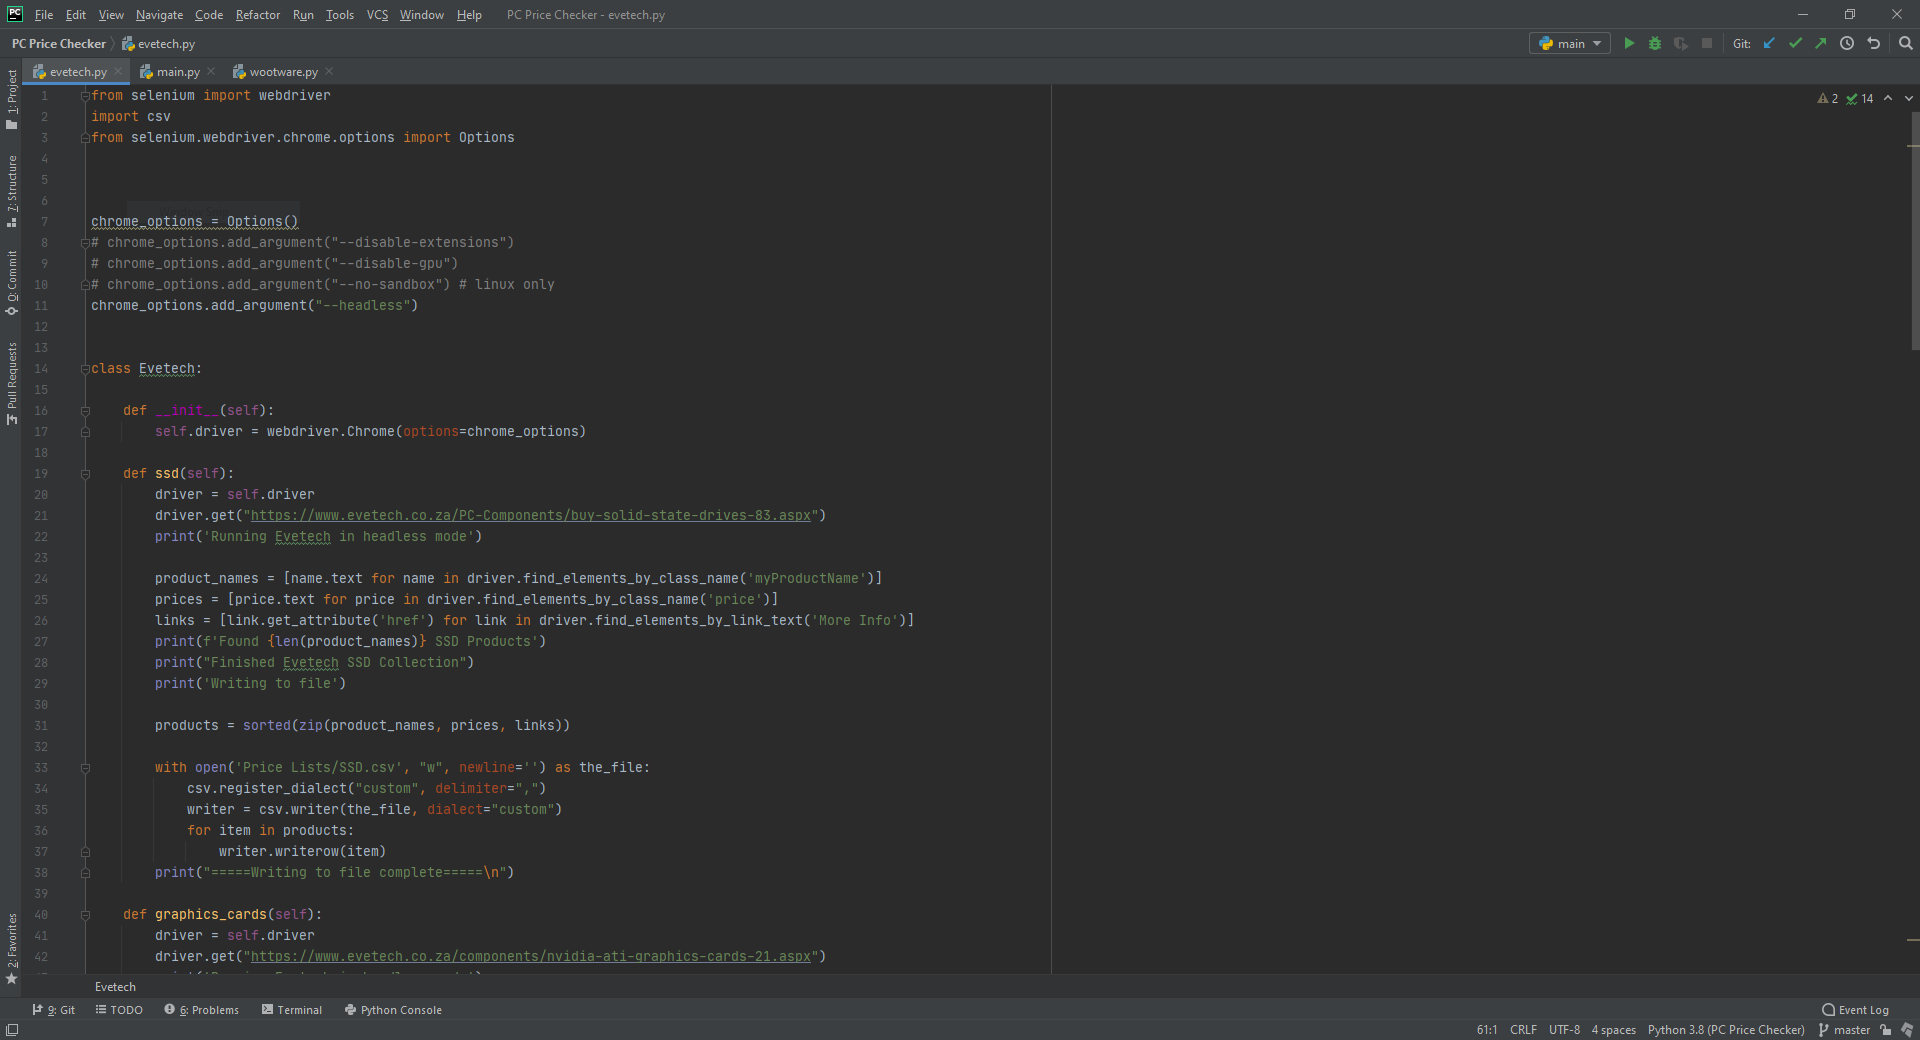 PC File Edit View Navigate Code Refactor Run Tools VCS Window Help PC Price Checker - evetech.py
PC Price Checker evetech.py main Git:
evetech.py main.py wootware.py
1: Project
7: Structure
0: Commit
Pull Requests
2: Favorites
2 14
1 from selenium import webdriver
2 import csv
3 from selenium.webdriver.chrome.options import Options
4
5
6
7 chrome_options = Options()
8 # chrome_options.add_argument("--disable-extensions")
9 # chrome_options.add_argument("--disable-gpu")
10 # chrome_options.add_argument("--no-sandbox") # linux only
11 chrome_options.add_argument("--headless")
12
13
14 class Evetech:
15
16 def __init__(self):
17 self.driver = webdriver.Chrome(options=chrome_options)
18
19 def ssd(self):
20 driver = self.driver
21 driver.get("https://www.evetech.co.za/PC-Components/buy-solid-state-drives-83.aspx")
22 print('Running Evetech in headless mode')
23
24 product_names = [name.text for name in driver.find_elements_by_class_name('myProductName')]
25 prices = [price.text for price in driver.find_elements_by_class_name('price')]
26 links = [link.get_attribute('href') for link in driver.find_elements_by_link_text('More Info')]
27 print(f'Found {len(product_names)} SSD Products')
28 print("Finished Evetech SSD Collection")
29 print('Writing to file')
30
31 products = sorted(zip(product_names, prices, links))
32
33 with open('Price Lists/SSD.csv', "w", newline='') as the_file:
34 csv.register_dialect("custom", delimiter=",")
35 writer = csv.writer(the_file, dialect="custom")
36 for item in products:
37 writer.writerow(item)
38 print("=====Writing to file complete=====\n")
39
40 def graphics_cards(self):
41 driver = self.driver
42 driver.get("https://www.evetech.co.za/components/nvidia-ati-graphics-cards-21.aspx")
Evetech
9: Git TODO 6: Problems Terminal Python Console Event Log
61:1 CRLF UTF-8 4 spaces Python 3.8 (PC Price Checker) master